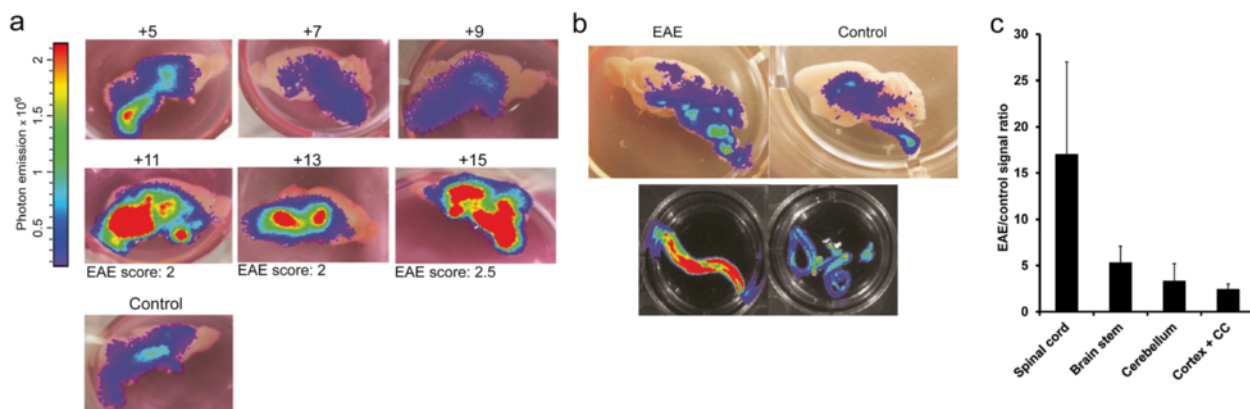 a
+5
+7
+9
Photon emission x 10⁶
2
1.5
1
0.5
+11
+13
+15
EAE score: 2
EAE score: 2
EAE score: 2.5
Control
b
EAE
Control
c
EAE/control signal ratio
30
25
20
15
10
5
0
Spinal cord
Brain stem
Cerebellum
Cortex + CC